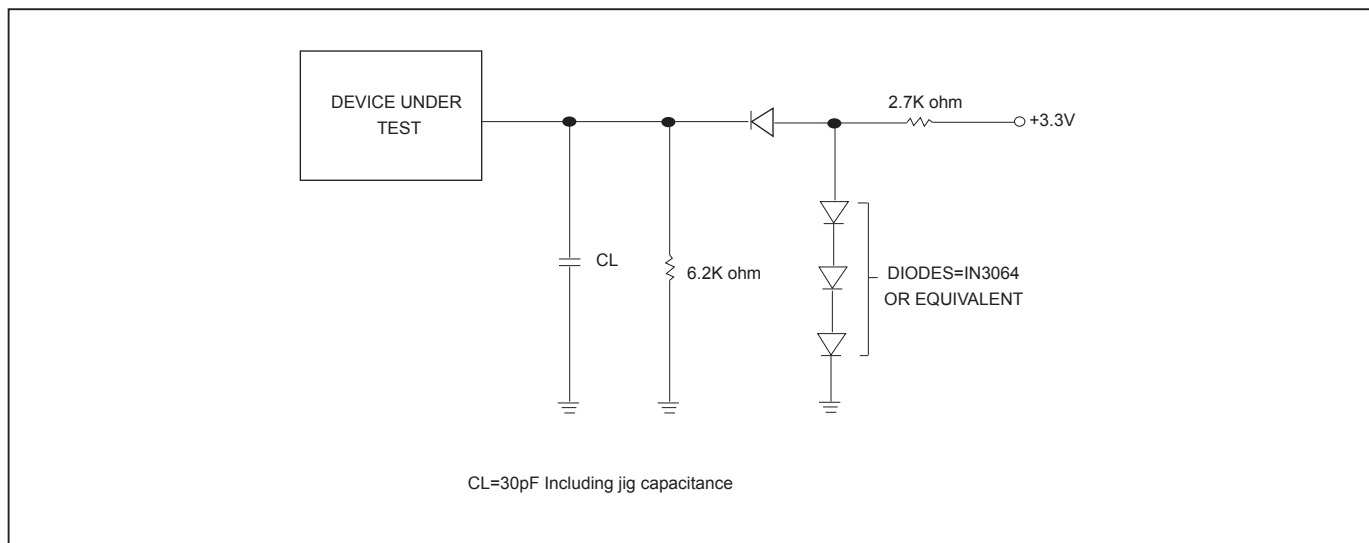 DEVICE UNDER
TEST
2.7K ohm
+3.3V
CL
6.2K ohm
DIODES=IN3064
OR EQUIVALENT
CL=30pF Including jig capacitance